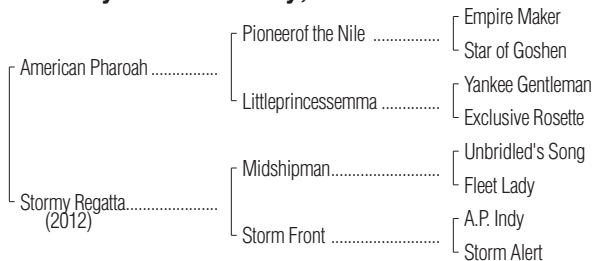 Empire Maker
Pioneerof the Nile ................
Star of Goshen
American Pharoah ................
Yankee Gentleman
Littleprincessemma ..............
Exclusive Rosette
Unbridled's Song
Midshipman..........................
Fleet Lady
Stormy Regatta......................
(2012)
A.P. Indy
Storm Front ..........................
Storm Alert